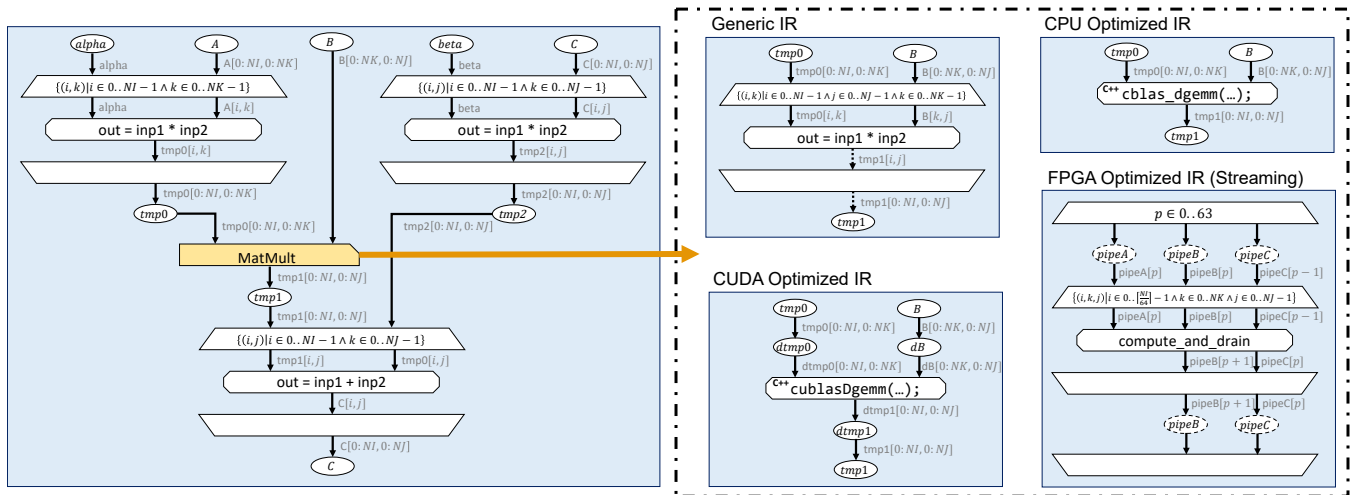 alpha
A
B
beta
C
alpha
A[0: NI, 0: NK]
B[0: NK, 0: NJ]
beta
C[0: NI, 0: NJ]
{(i, k)|i ∈ 0..NI − 1 ∧ k ∈ 0..NK − 1}
{(i, j)|i ∈ 0..NI − 1 ∧ k ∈ 0..NJ − 1}
alpha
A[i, k]
beta
C[i, j]
out = inp1 * inp2
out = inp1 * inp2
tmp0[i, k]
tmp2[i, j]
tmp0[0: NI, 0: NK]
tmp2[0: NI, 0: NJ]
tmp0
tmp2
tmp0[0: NI, 0: NK]
tmp2[0: NI, 0: NJ]
MatMult
tmp1[0: NI, 0: NJ]
tmp1
tmp1[0: NI, 0: NJ]
{(i, j)|i ∈ 0..NI − 1 ∧ k ∈ 0..NJ − 1}
tmp1[i, j]
tmp0[i, j]
out = inp1 + inp2
C[i, j]
C[0: NI, 0: NJ]
C
Generic IR
tmp0
B
tmp0[0: NI, 0: NK]
B[0: NK, 0: NJ]
{(i, k)|i ∈ 0..NI − 1 ∧ j ∈ 0..NJ − 1 ∧ k ∈ 0..NK − 1}
tmp0[i, k]
B[k, j]
out = inp1 * inp2
tmp1[i, j]
tmp1[0: NI, 0: NJ]
tmp1
CPU Optimized IR
tmp0
B
tmp0[0: NI, 0: NK]
B[0: NK, 0: NJ]
C++ cblas_dgemm(…);
tmp1[0: NI, 0: NJ]
tmp1
CUDA Optimized IR
tmp0
B
tmp0[0: NI, 0: NK]
B[0: NK, 0: NJ]
dtmp0
dB
dtmp0[0: NI, 0: NK]
dB[0: NK, 0: NJ]
C++ cublasDgemm(…);
dtmp1[0: NI, 0: NJ]
dtmp1
tmp1[0: NI, 0: NJ]
tmp1
FPGA Optimized IR (Streaming)
p ∈ 0..63
pipeA
pipeB
pipeC
pipeA[p]
pipeB[p]
pipeC[p − 1]
{(i, k, j)|i ∈ 0..⌈NI/64⌉ − 1 ∧ k ∈ 0..NK ∧ j ∈ 0..NJ − 1}
pipeA[p]
pipeB[p]
pipeC[p − 1]
compute_and_drain
pipeB[p + 1]
pipeC[p]
pipeB[p + 1]
pipeC[p]
pipeB
pipeC